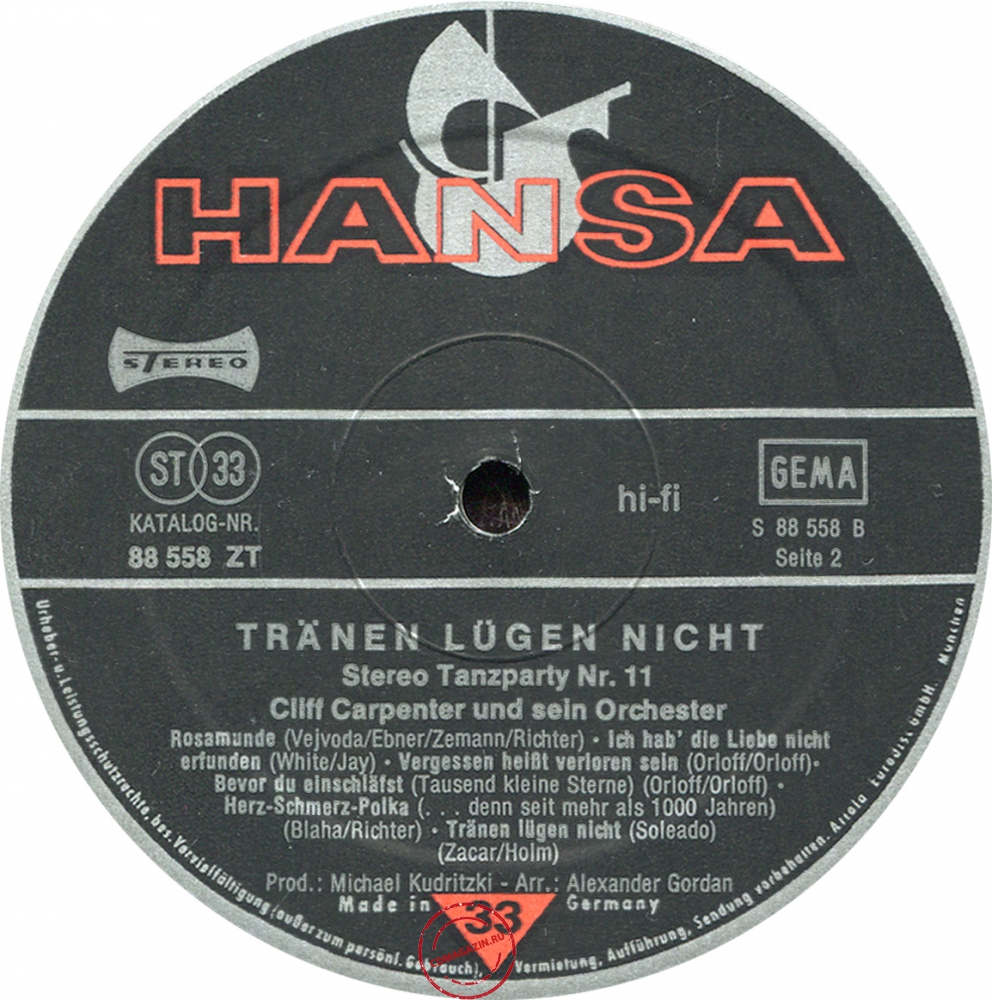 HANSA
STEREO
ST 33
KATALOG-NR.
88 558 ZT
hi-fi
GEMA
S 88 558 B
Seite 2
TRÄNEN LÜGEN NICHT
Stereo Tanzparty Nr. 11
Cliff Carpenter und sein Orchester
Rosamunde (Vejvoda/Ebner/Zemann/Richter) · Ich hab' die Liebe nicht
erfunden (White/Jay) · Vergessen heißt verloren sein (Orloff/Orloff)·
Bevor du einschläfst (Tausend kleine Sterne) (Orloff/Orloff) ·
Herz-Schmerz-Polka (. . . denn seit mehr als 1000 Jahren)
(Blaha/Richter) · Tränen lügen nicht (Soleado)
(Zacar/Holm)
Prod.: Michael Kudritzki - Arr.: Alexander Gordan
Made in 33 Germany
Urheber- u. Leistungsschutzrechte, bes. Vervielfältigung (außer zum persönl. Gebrauch), Vermietung, Aufführung, Sendung vorbehalten. Ariola Eurodisc GmbH. München